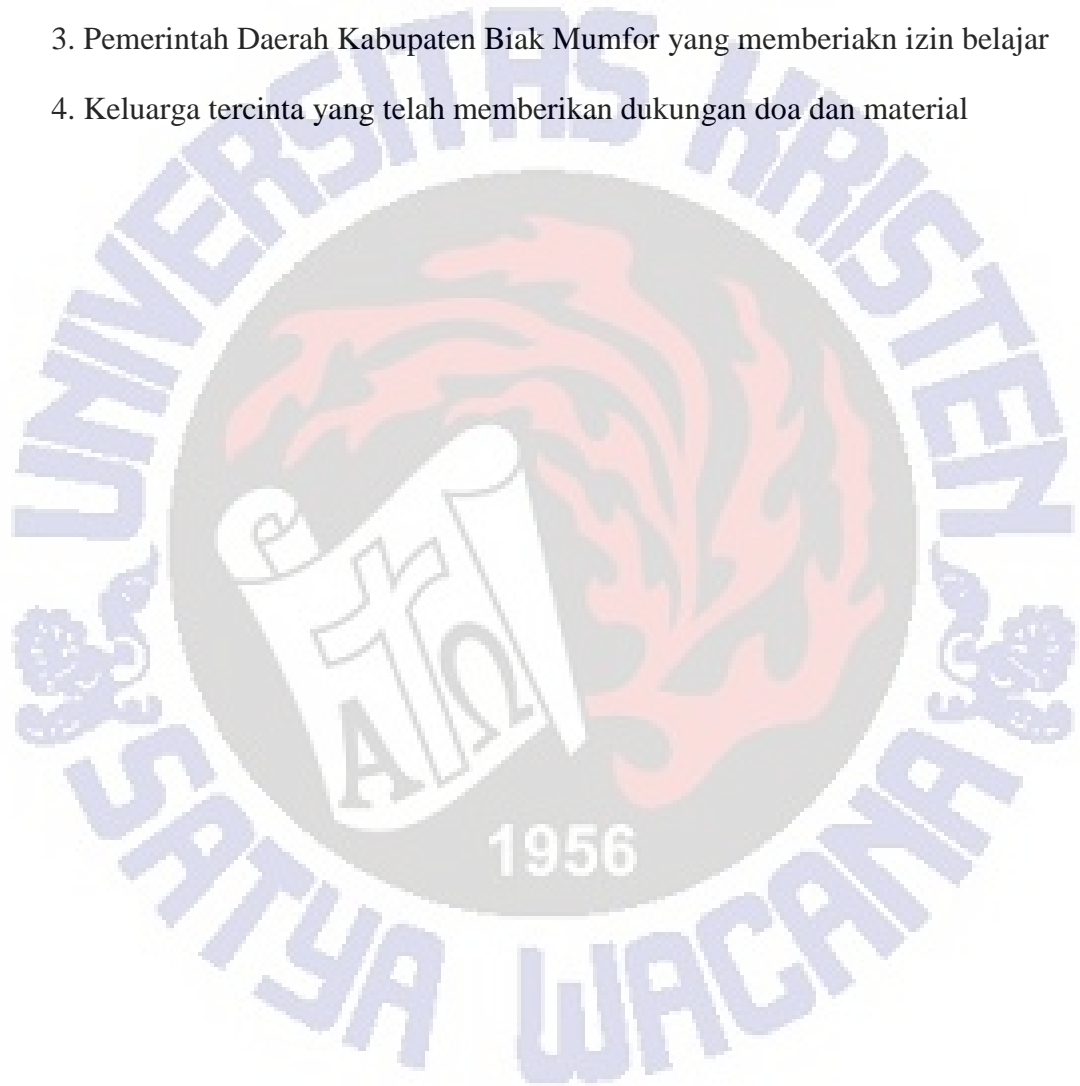 3. Pemerintah Daerah Kabupaten Biak Mumfor yang memberiakn izin belajar
4. Keluarga tercinta yang telah memberikan dukungan doa dan material
UNIVERSITAS KRISTEN
A Ω
1956
SATYA WACANA